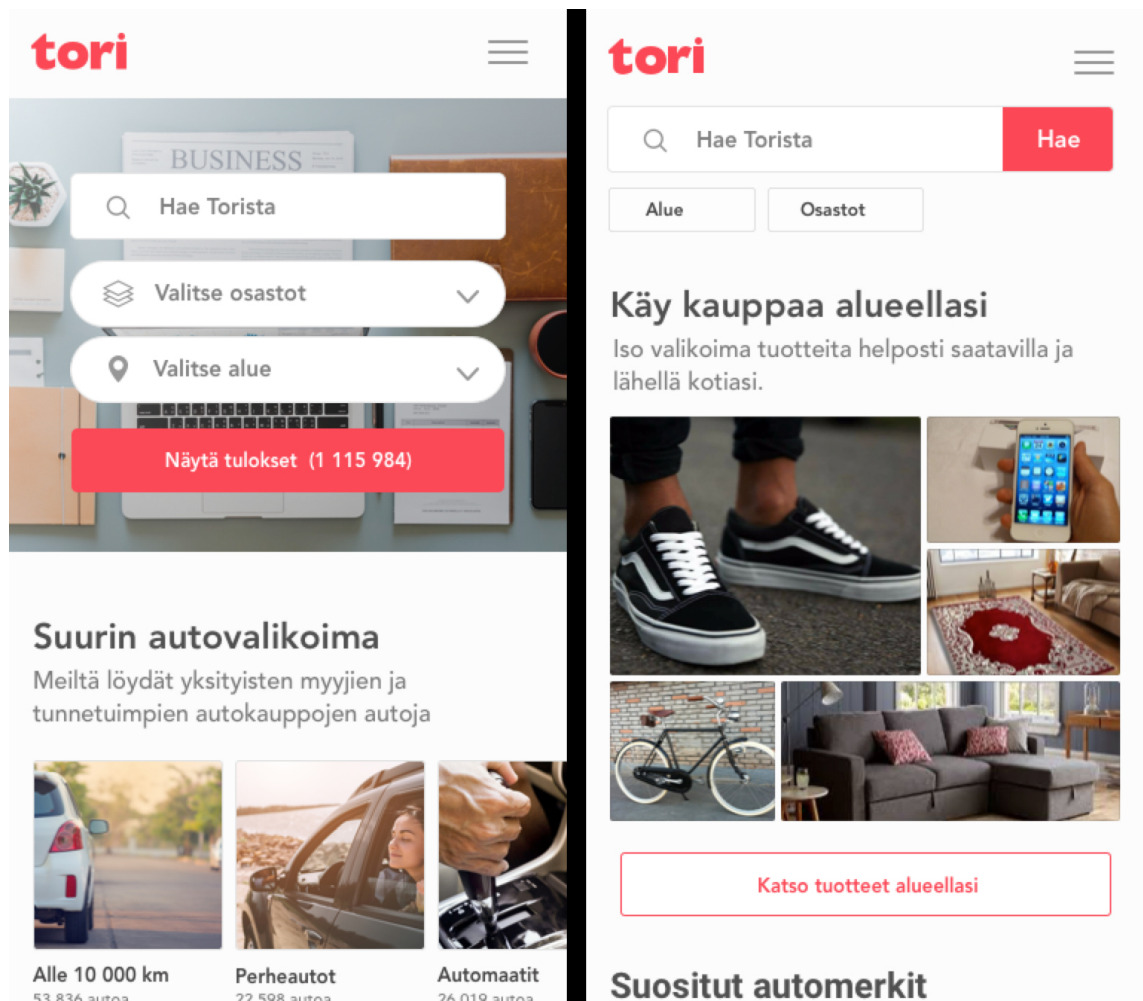 tori
BUSINESS
Hae Torista
Valitse osastot
Valitse alue
Näytä tulokset (1 115 984)
Suurin autovalikoima
Meiltä löydät yksityisten myyjien ja
tunnetuimpien autokauppojen autoja
Alle 10 000 km
Perheautot
Automaatit
53 836 autoa
22 598 autoa
26 019 autoa
tori
Hae Torista
Hae
Alue
Osastot
Käy kauppaa alueellasi
Iso valikoima tuotteita helposti saatavilla ja
lähellä kotiasi.
Katso tuotteet alueellasi
Suositut automerkit